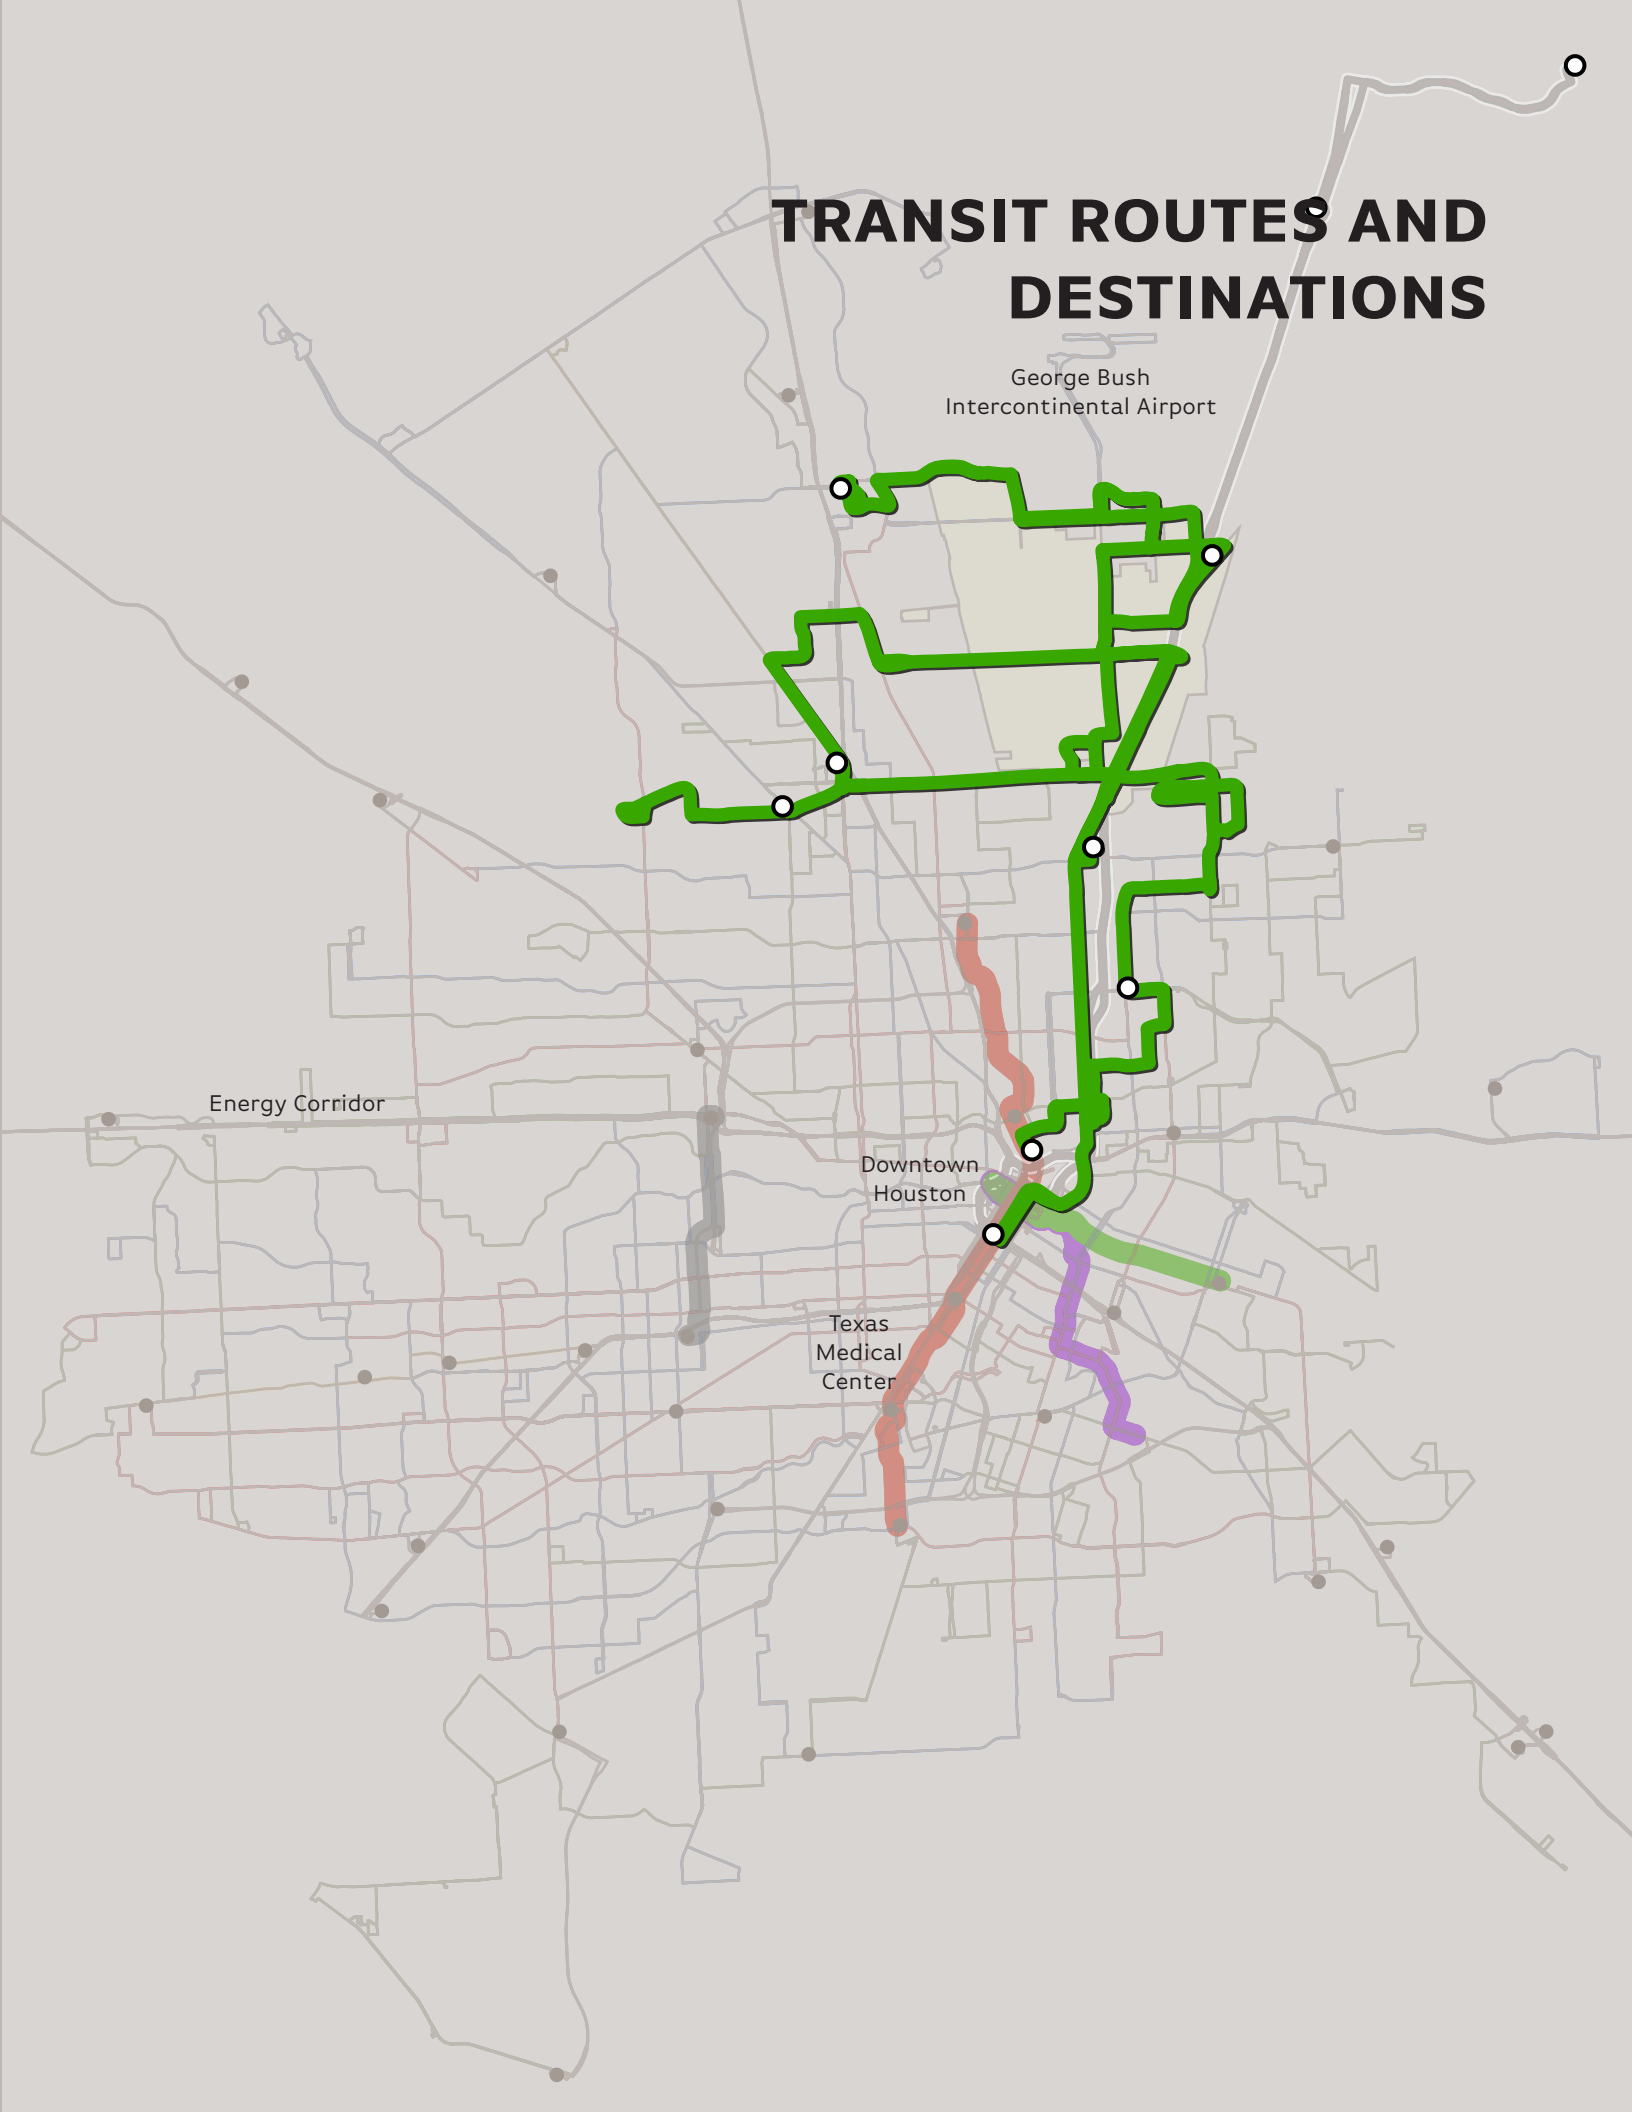 TRANSIT ROUTES AND
DESTINATIONS
George Bush
Intercontinental Airport
Energy Corridor
Downtown
Houston
Texas
Medical
Center